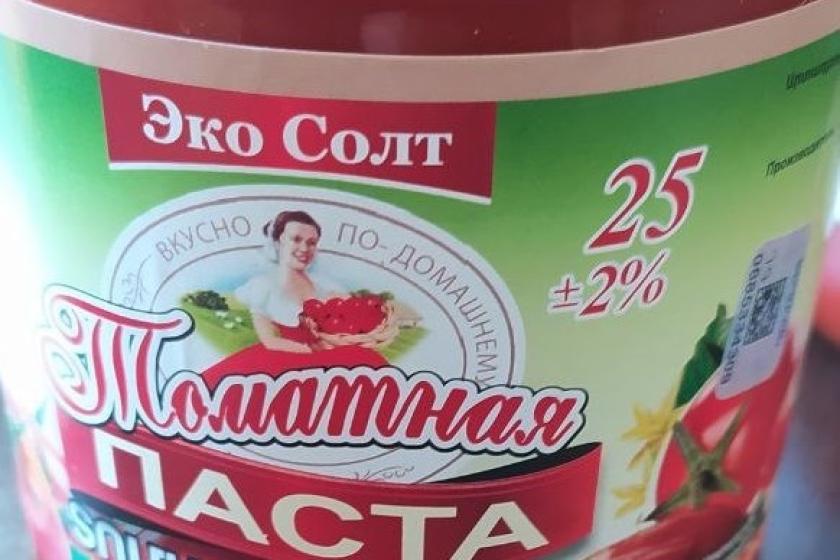 Эко Солт
ВКУСНО ПО-ДОМАШНЕМУ
25
±2%
Томатная
ПАСТА